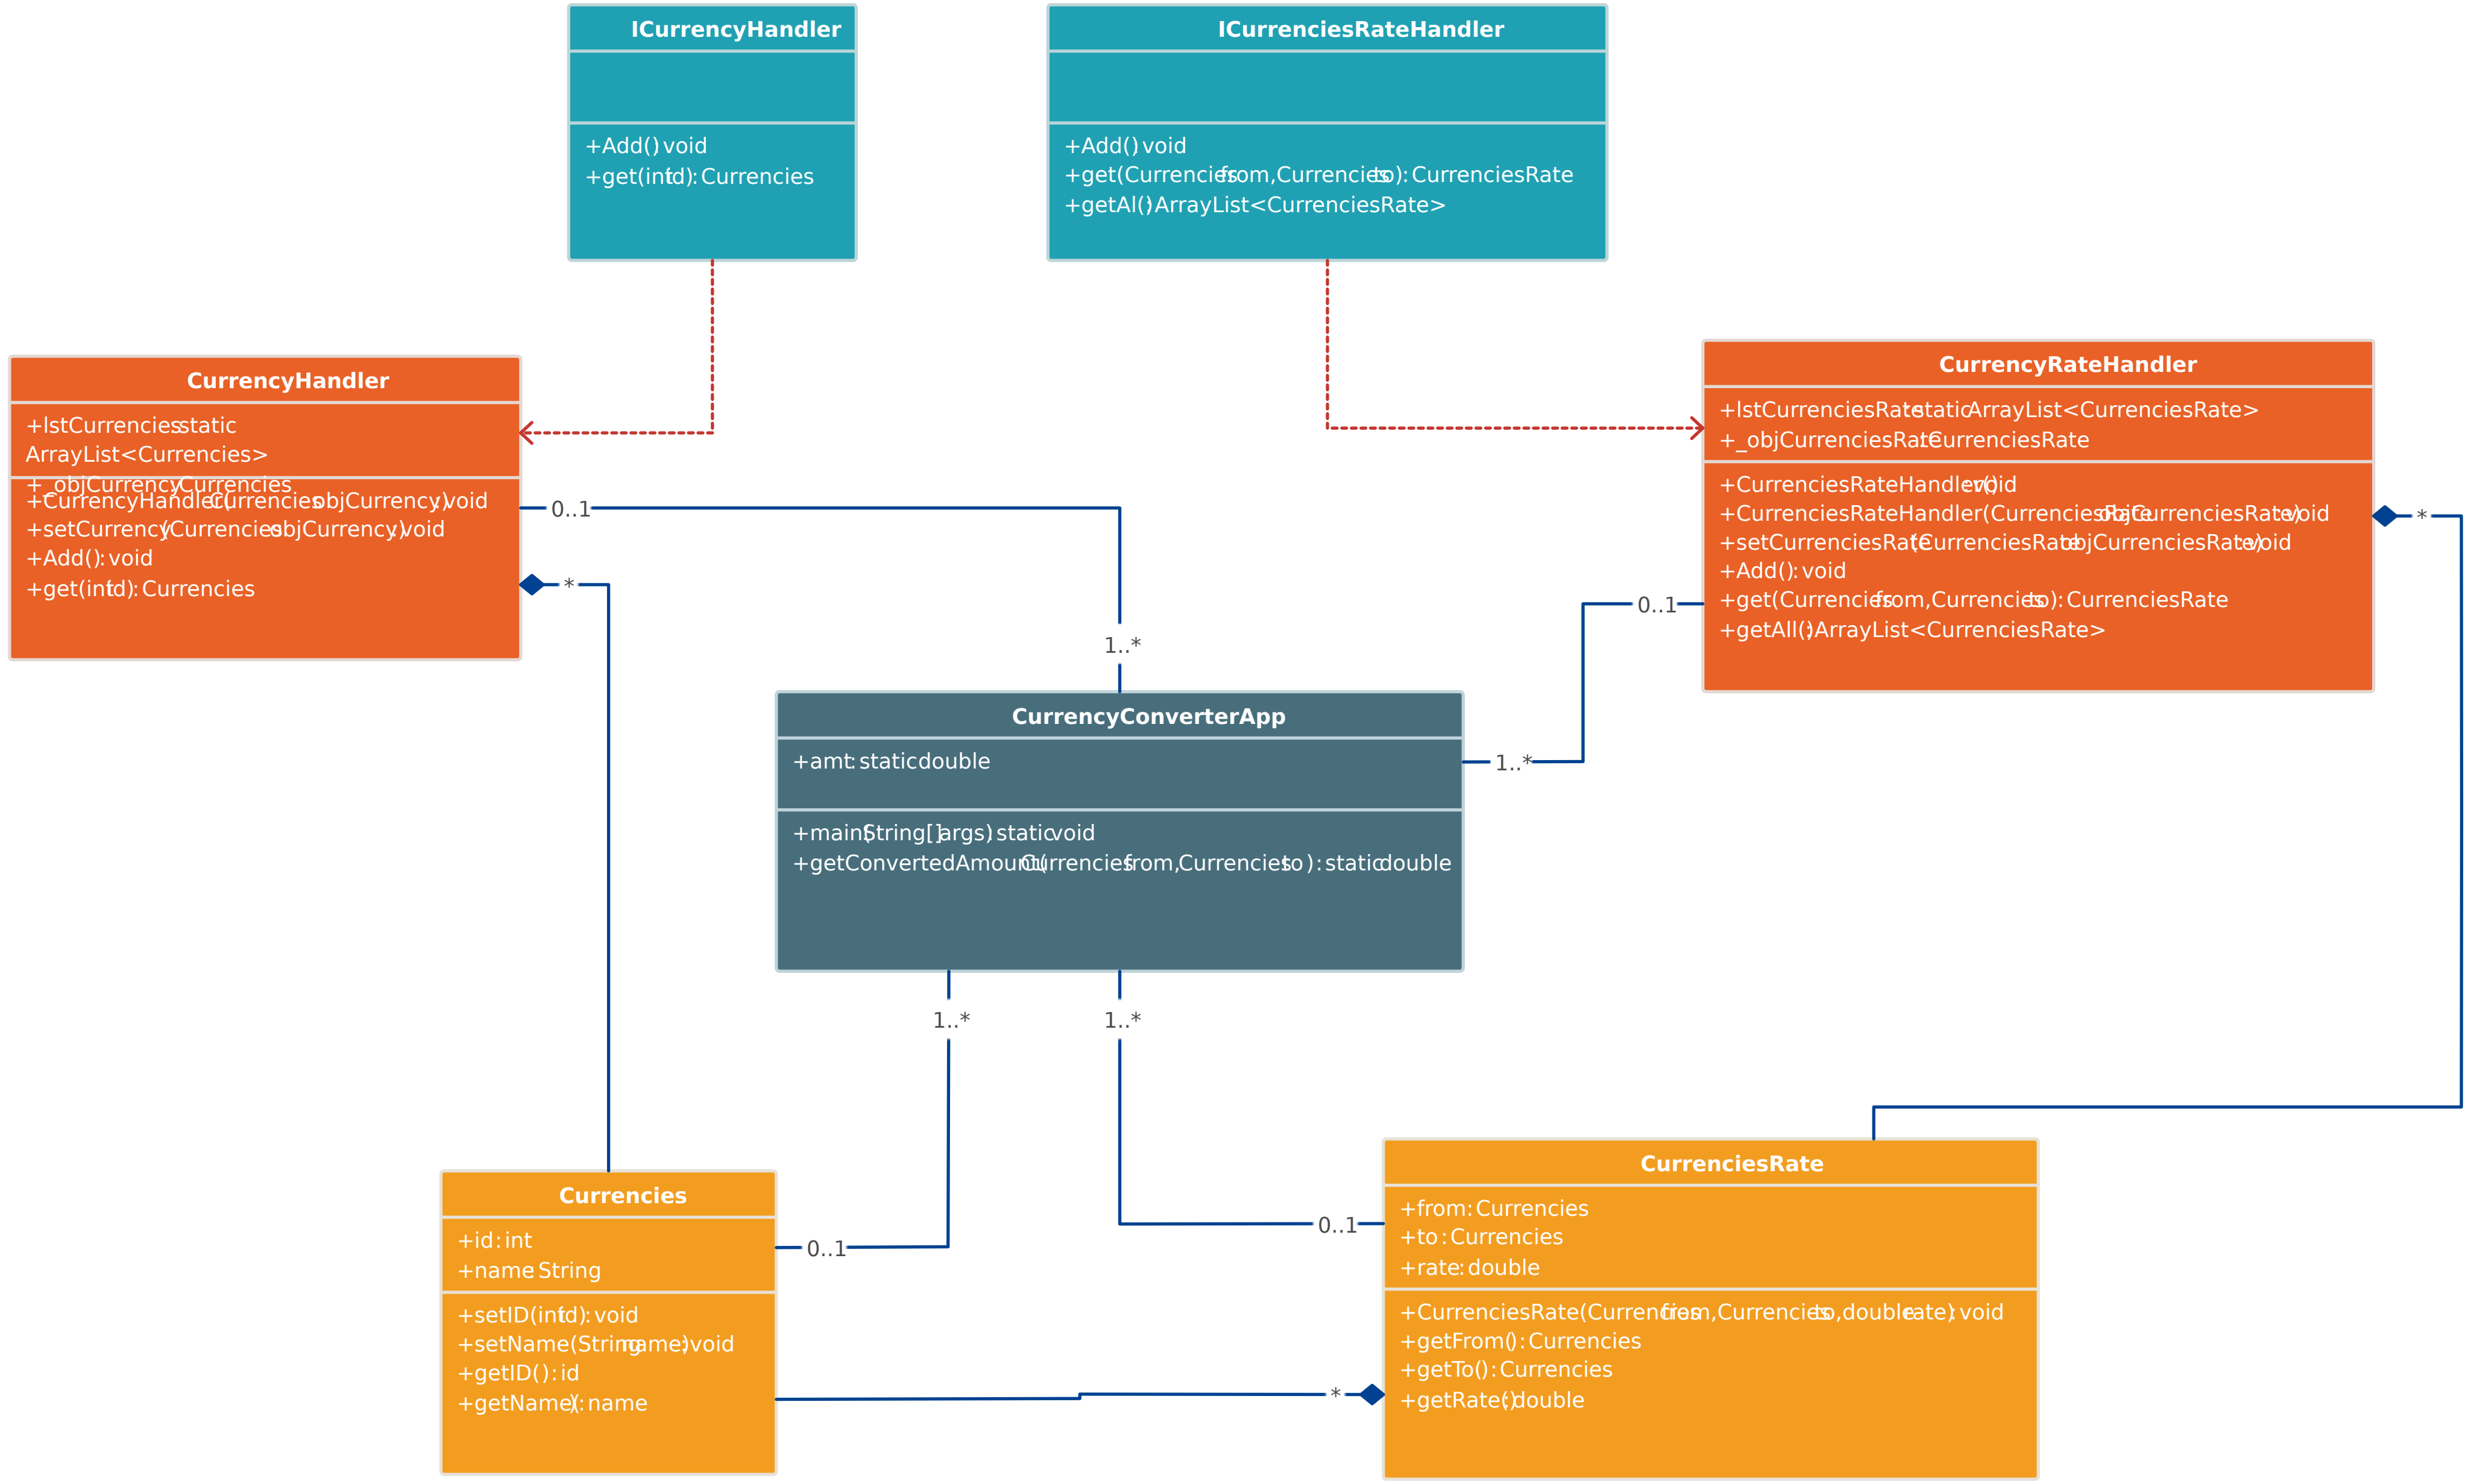 ICurrencyHandler
+Add() : void
+get(int id) : Currencies
ICurrenciesRateHandler
+Add() : void
+get(Currencies from,Currencies to) : CurrenciesRate
+getAl() : ArrayList<CurrenciesRate>
CurrencyHandler
+lstCurrencies : static
ArrayList<Currencies>
+_objCurrency : Currencies
+CurrencyHandler(Currencies objCurrency) : void
+setCurrency(Currencies objCurrency) : void
+Add() : void
+get(int id) : Currencies
CurrencyRateHandler
+lstCurrenciesRate : static ArrayList<CurrenciesRate>
+_objCurrenciesRate : CurrenciesRate
+CurrenciesRateHandler() : void
+CurrenciesRateHandler(CurrenciesRate objCurrenciesRate) : void
+setCurrenciesRate(CurrenciesRate objCurrenciesRate) : void
+Add() : void
+get(Currencies from,Currencies to) : CurrenciesRate
+getAll() : ArrayList<CurrenciesRate>
0..1
*
*
0..1
1..*
1..*
CurrencyConverterApp
+amt : static double
+main(String[] args) : static void
+getConvertedAmount(Currencies from,Currencies to ) : static double
1..*
1..*
0..1
0..1
*
Currencies
+id : int
+name : String
+setID(int id) : void
+setName(String name) : void
+getID() : id
+getName() : name
CurrenciesRate
+from : Currencies
+to : Currencies
+rate : double
+CurrenciesRate(Currencies from,Currencies to,double rate) : void
+getFrom() : Currencies
+getTo() : Currencies
+getRate() : double